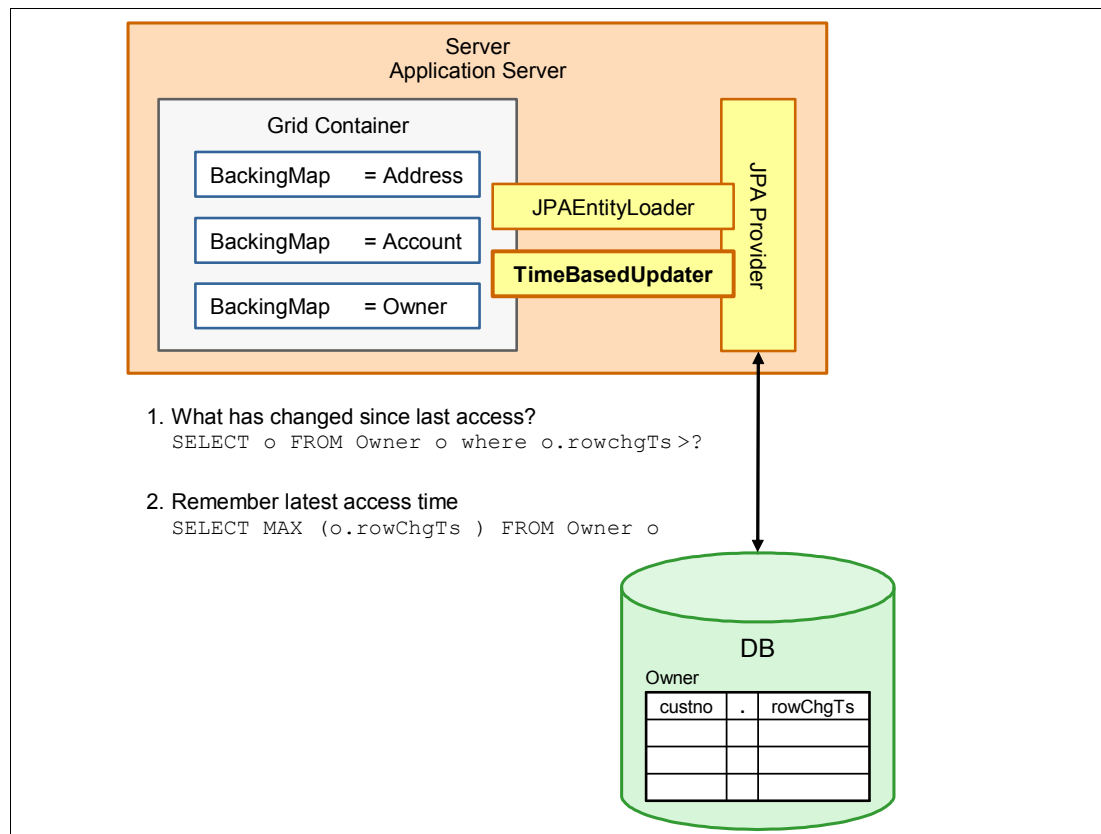 Server
Application Server
Grid Container
BackingMap = Address
BackingMap = Account
BackingMap = Owner
JPAEntityLoader
TimeBasedUpdater
JPA Provider
1. What has changed since last access?
SELECT o FROM Owner o where o.rowchgTs >?
2. Remember latest access time
SELECT MAX (o.rowChgTs ) FROM Owner o
DB
Owner
custno . rowChgTs